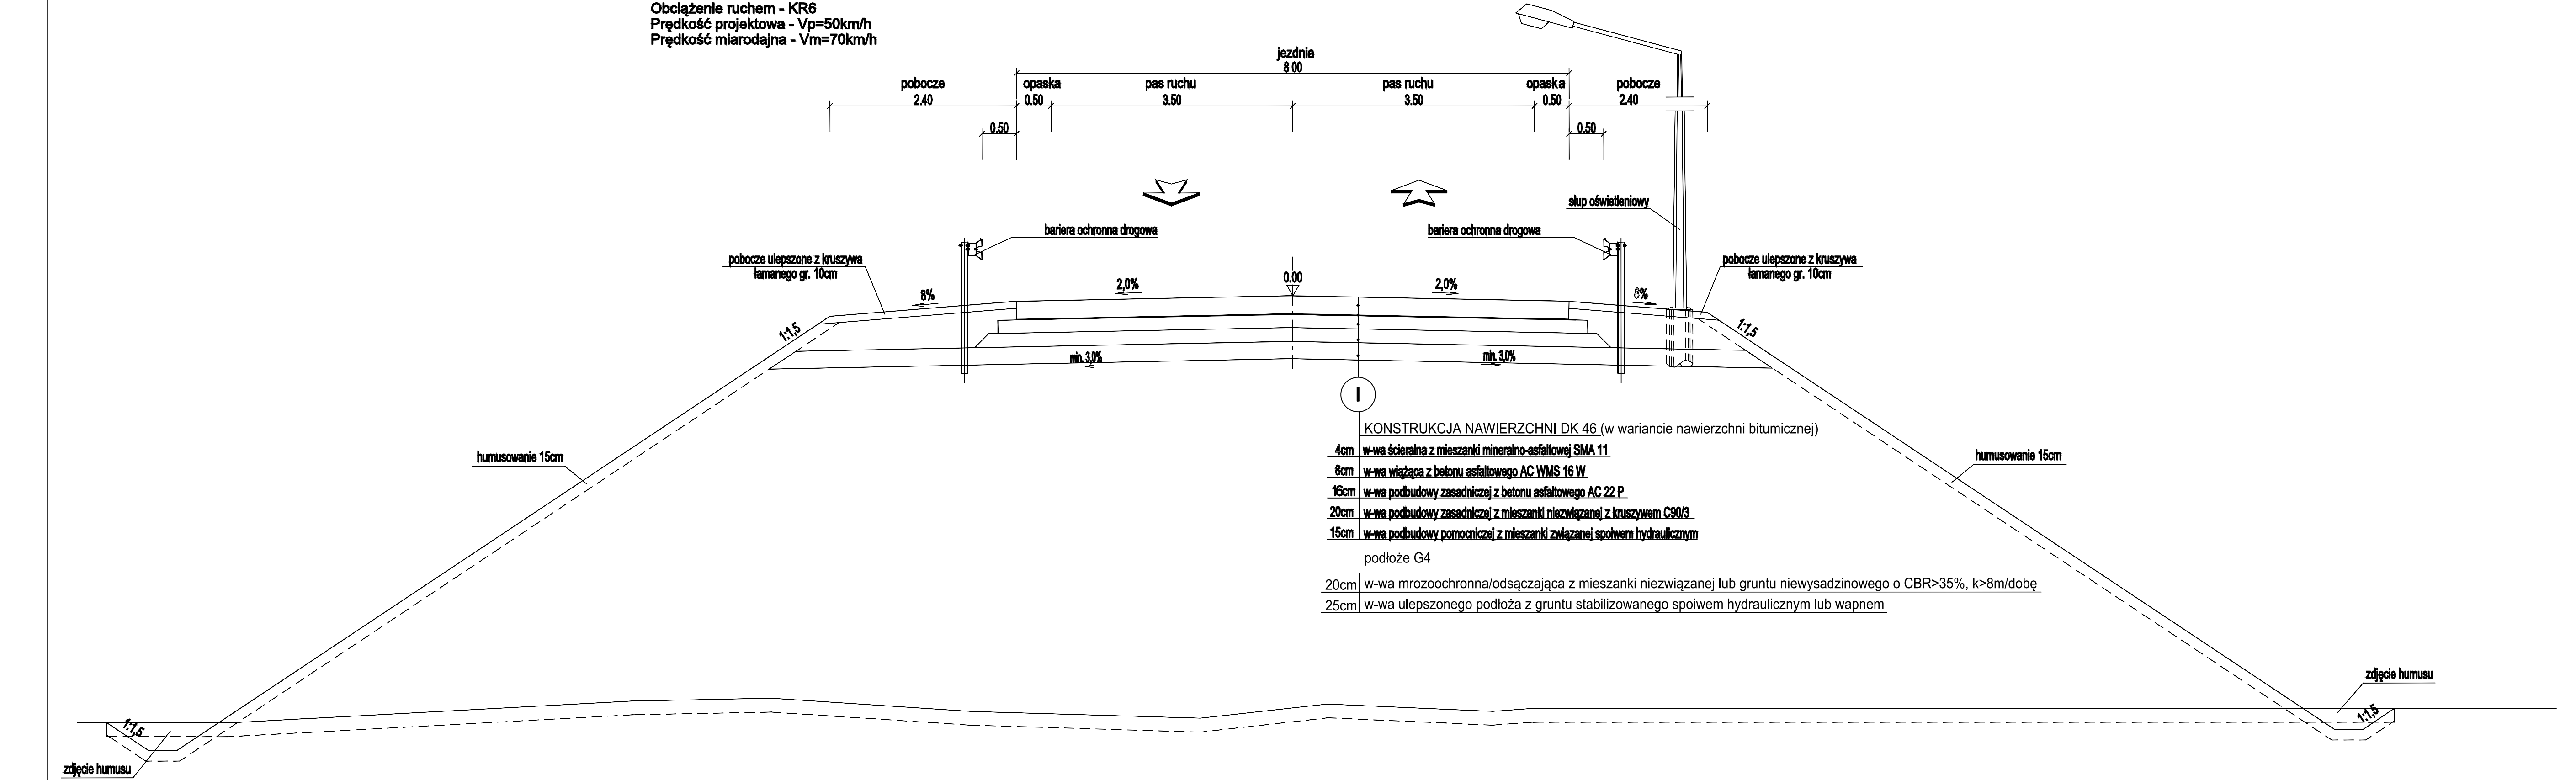 Obciążenie ruchem - KR6
Prędkość projektowa - Vp=50km/h
Prędkość miarodajna - Vm=70km/h
jezdnia
8 00
pobocze opaska pas ruchu pas ruchu opaska pobocze
2.40 0.50 3.50 3.50 0.50 2.40
0.50 0.50
słup oświetleniowy
bariera ochronna drogowa bariera ochronna drogowa
pobocze ulepszone z kruszywa
łamanego gr. 10cm
pobocze ulepszone z kruszywa
łamanego gr. 10cm
8% 2,0% 0.00 2,0% 8%
1:1,5 1:1,5
min. 3,0% min. 3,0%
I
KONSTRUKCJA NAWIERZCHNI DK 46 (w wariancie nawierzchni bitumicznej)
4cm w-wa ścieralna z mieszanki mineralno-asfaltowej SMA 11
8cm w-wa wiążąca z betonu asfaltowego AC WMS 16 W
16cm w-wa podbudowy zasadniczej z betonu asfaltowego AC 22 P
20cm w-wa podbudowy zasadniczej z mieszanki niezwiązanej z kruszywem C90/3
15cm w-wa podbudowy pomocniczej z mieszanki związanej spoiwem hydraulicznym
podłoże G4
20cm w-wa mrozoochronna/odsączająca z mieszanki niezwiązanej lub gruntu niewysadzinowego o CBR>35%, k>8m/dobę
25cm w-wa ulepszonego podłoża z gruntu stabilizowanego spoiwem hydraulicznym lub wapnem
humusowanie 15cm humusowanie 15cm
zdjęcie humusu
1:1,5 1:1,5
zdjęcie humusu